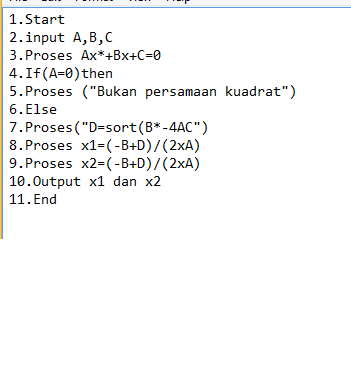 1.Start
2.input A,B,C
3.Proses Ax*+Bx+C=0
4.If(A=0)then
5.Proses ("Bukan persamaan kuadrat")
6.Else
7.Proses("D=sort(B*-4AC")
8.Proses x1=(-B+D)/(2xA)
9.Proses x2=(-B+D)/(2xA)
10.Output x1 dan x2
11.End